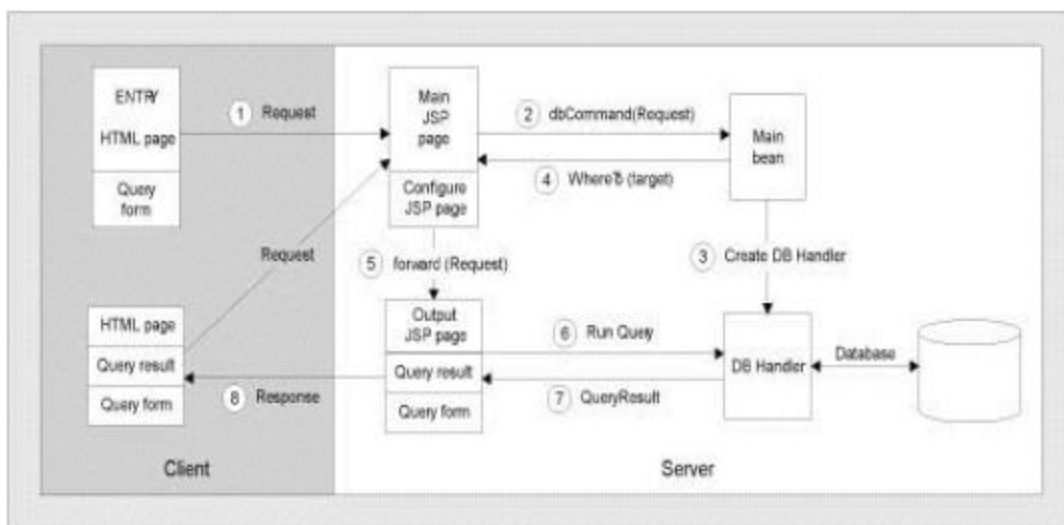 ENTRY
HTML page
Query
form
1 Request
Main
JSP
page
Configure
JSP page
2 dbCommand(Request)
4 (target)
Main
bean
Request
5 forward (Request)
3 Create DB Handler
HTML page
Query result
Query form
8 Response
Output
JSP page
Query result
Query form
6 Run Query
7 QueryResult
DB Handler
Database
Client
Server